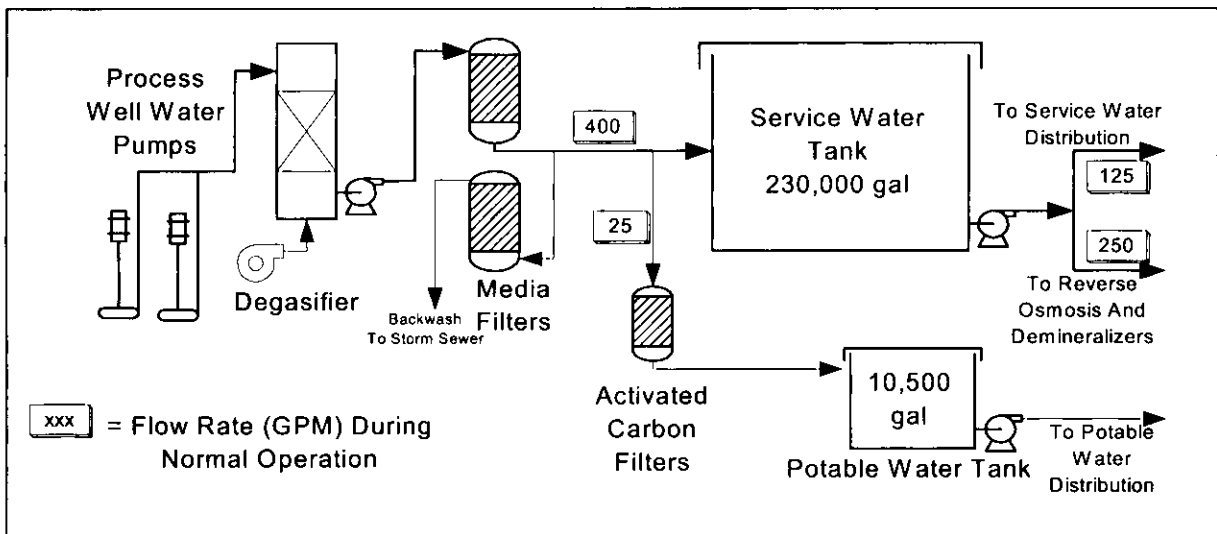 Process
Well Water
Pumps
Degasifier
Media
Filters
Backwash
To Storm Sewer
400
25
Service Water
Tank
230,000 gal
To Service Water
Distribution
125
250
To Reverse
Osmosis And
Demineralizers
Activated
Carbon
Filters
10,500
gal
Potable Water Tank
To Potable
Water
Distribution
xxx = Flow Rate (GPM) During
Normal Operation